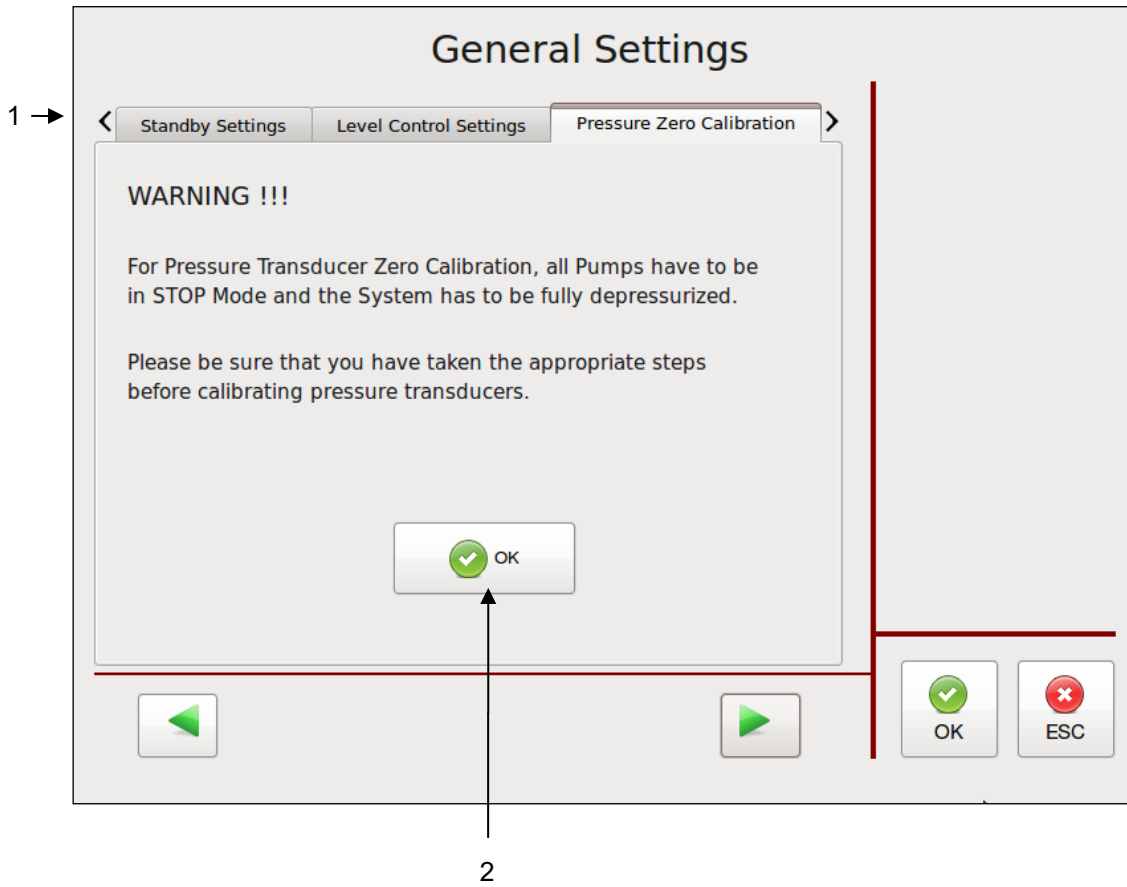 General Settings
1
Standby Settings
Level Control Settings
Pressure Zero Calibration
WARNING !!!
For Pressure Transducer Zero Calibration, all Pumps have to be
in STOP Mode and the System has to be fully depressurized.
Please be sure that you have taken the appropriate steps
before calibrating pressure transducers.
OK
OK
ESC
2